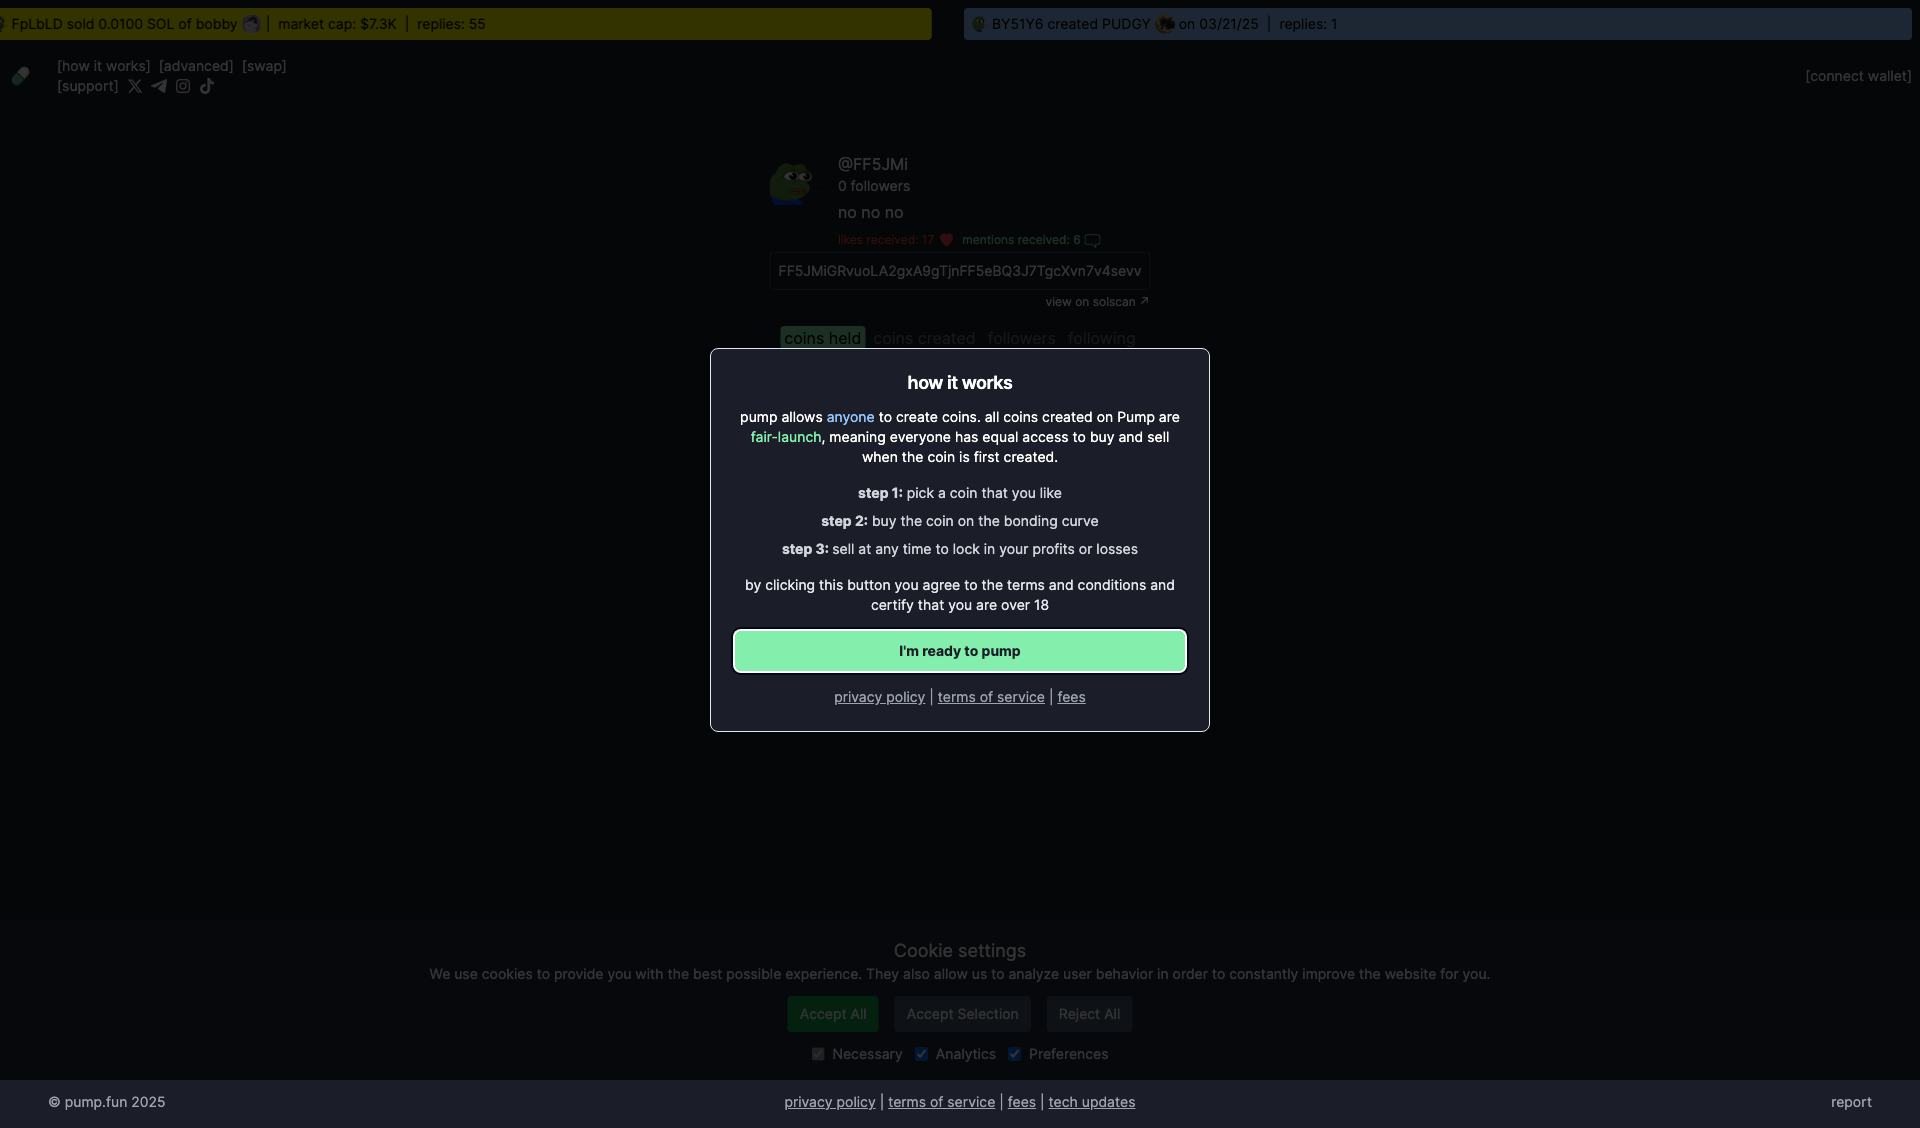 FpLbLD sold 0.0100 SOL of bobby | market cap: $7.3K | replies: 55
BY51Y6 created PUDGY on 03/21/25 | replies: 1
[how it works] [advanced] [swap]
[support]
[connect wallet]
@FF5JMi
0 followers
no no no
likes received: 17 mentions received: 6
FF5JMiGRvuoLA2gxA9gTjnFF5eBQ3J7TgcXvn7v4sevv
view on solscan ↗
coins held coins created followers following
how it works
pump allows anyone to create coins. all coins created on Pump are
fair-launch, meaning everyone has equal access to buy and sell
when the coin is first created.
step 1: pick a coin that you like
step 2: buy the coin on the bonding curve
step 3: sell at any time to lock in your profits or losses
by clicking this button you agree to the terms and conditions and
certify that you are over 18
I'm ready to pump
privacy policy | terms of service | fees
Cookie settings
We use cookies to provide you with the best possible experience. They also allow us to analyze user behavior in order to constantly improve the website for you.
Accept All Accept Selection Reject All
Necessary Analytics Preferences
© pump.fun 2025
privacy policy | terms of service | fees | tech updates
report